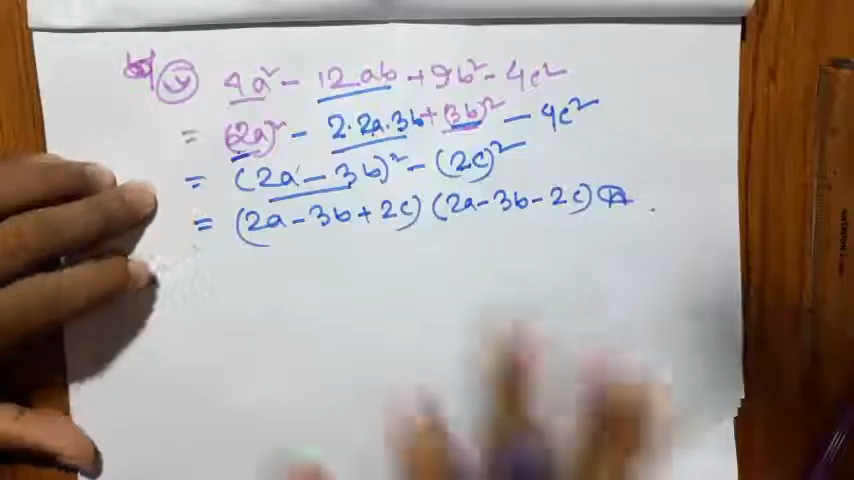 (v) 4a² - 12ab + 9b² - 4c²
= (2a)² - 2·2a·3b + (3b)² - 4c²
= (2a - 3b)² - (2c)²
= (2a - 3b + 2c) (2a - 3b - 2c)